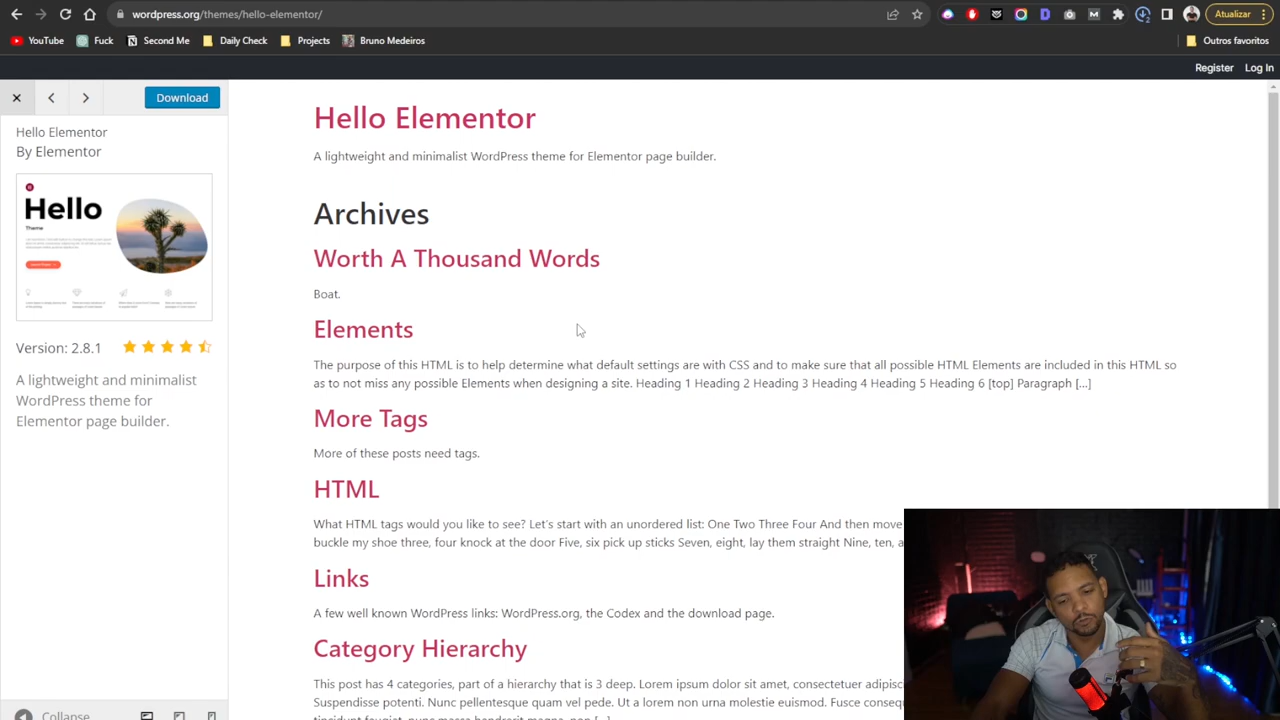 wordpress.org/themes/hello-elementor/
Atualizar
YouTube
Fuck
Second Me
Daily Check
Projects
Bruno Medeiros
Outros favoritos
Register
Log In
Download
Hello Elementor
By Elementor
Hello
Theme
Version: 2.8.1
A lightweight and minimalist
WordPress theme for
Elementor page builder.
Collapse
Hello Elementor
A lightweight and minimalist WordPress theme for Elementor page builder.
Archives
Worth A Thousand Words
Boat.
Elements
The purpose of this HTML is to help determine what default settings are with CSS and to make sure that all possible HTML Elements are included in this HTML so
as to not miss any possible Elements when designing a site. Heading 1 Heading 2 Heading 3 Heading 4 Heading 5 Heading 6 [top] Paragraph […]
More Tags
More of these posts need tags.
HTML
What HTML tags would you like to see? Let's start with an unordered list: One Two Three Four And then move
buckle my shoe three, four knock at the door Five, six pick up sticks Seven, eight, lay them straight Nine, ten, a
Links
A few well known WordPress links: WordPress.org, the Codex and the download page.
Category Hierarchy
This post has 4 categories, part of a hierarchy that is 3 deep. Lorem ipsum dolor sit amet, consectetuer adipisc
Suspendisse potenti. Nunc pellentesque quam vel pede. Ut a lorem non urna molestie euismod. Fusce conse